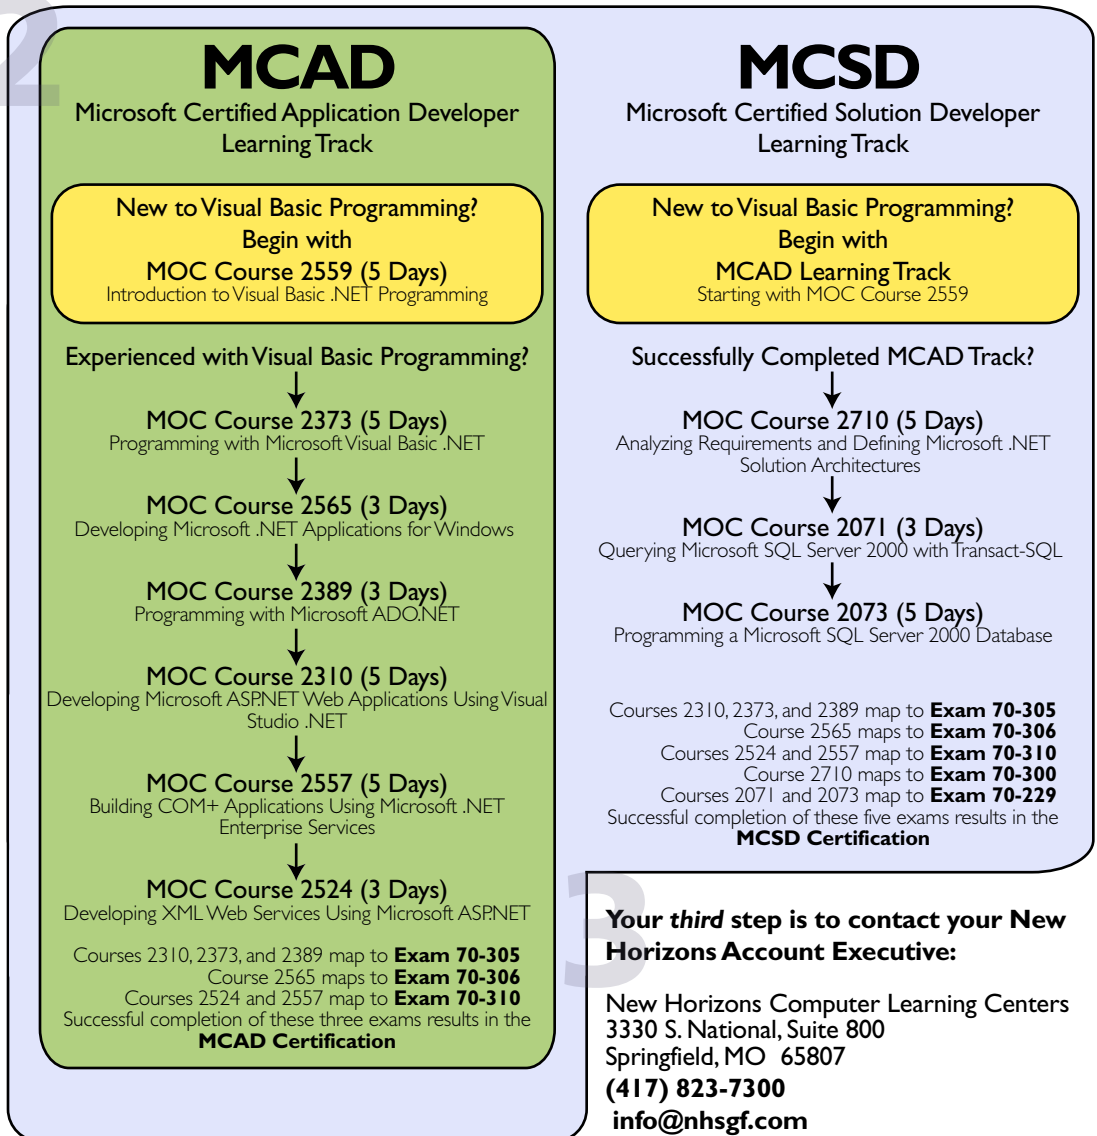 2
MCAD
Microsoft Certified Application Developer
Learning Track
New to Visual Basic Programming?
Begin with
MOC Course 2559 (5 Days)
Introduction to Visual Basic .NET Programming
Experienced with Visual Basic Programming?
MOC Course 2373 (5 Days)
Programming with Microsoft Visual Basic .NET
MOC Course 2565 (3 Days)
Developing Microsoft .NET Applications for Windows
MOC Course 2389 (3 Days)
Programming with Microsoft ADO.NET
MOC Course 2310 (5 Days)
Developing Microsoft ASP.NET Web Applications Using Visual
Studio .NET
MOC Course 2557 (5 Days)
Building COM+ Applications Using Microsoft .NET
Enterprise Services
MOC Course 2524 (3 Days)
Developing XML Web Services Using Microsoft ASP.NET
Courses 2310, 2373, and 2389 map to Exam 70-305
Course 2565 maps to Exam 70-306
Courses 2524 and 2557 map to Exam 70-310
Successful completion of these three exams results in the
MCAD Certification
MCSD
Microsoft Certified Solution Developer
Learning Track
New to Visual Basic Programming?
Begin with
MCAD Learning Track
Starting with MOC Course 2559
Successfully Completed MCAD Track?
MOC Course 2710 (5 Days)
Analyzing Requirements and Defining Microsoft .NET
Solution Architectures
MOC Course 2071 (3 Days)
Querying Microsoft SQL Server 2000 with Transact-SQL
MOC Course 2073 (5 Days)
Programming a Microsoft SQL Server 2000 Database
Courses 2310, 2373, and 2389 map to Exam 70-305
Course 2565 maps to Exam 70-306
Courses 2524 and 2557 map to Exam 70-310
Course 2710 maps to Exam 70-300
Courses 2071 and 2073 map to Exam 70-229
Successful completion of these five exams results in the
MCSD Certification
3
Your third step is to contact your New
Horizons Account Executive:
New Horizons Computer Learning Centers
3330 S. National, Suite 800
Springfield, MO 65807
(417) 823-7300
info@nhsgf.com